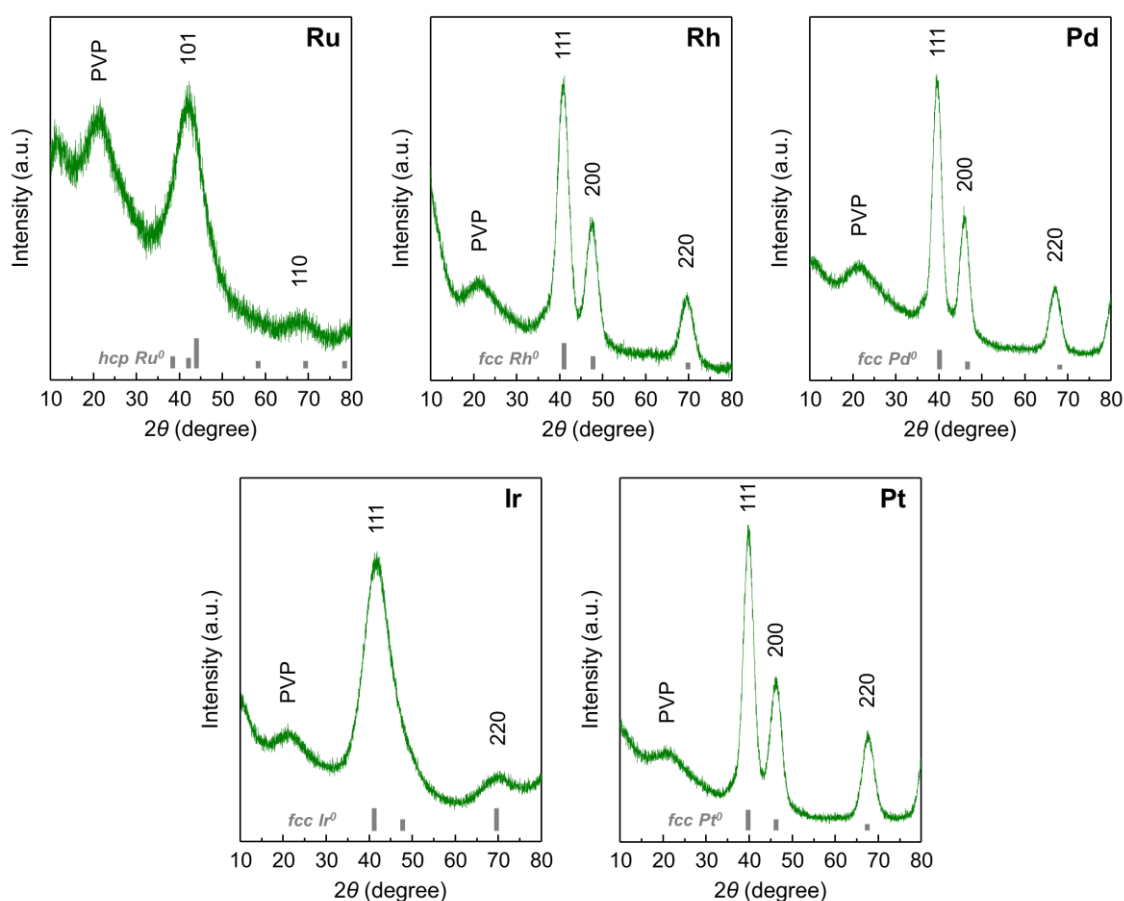 Ru
PVP
101
110
hcp Ru⁰
Intensity (a.u.)
10 20 30 40 50 60 70 80
2θ (degree)
Rh
PVP
111
200
220
fcc Rh⁰
Intensity (a.u.)
10 20 30 40 50 60 70 80
2θ (degree)
Pd
PVP
111
200
220
fcc Pd⁰
Intensity (a.u.)
10 20 30 40 50 60 70 80
2θ (degree)
Ir
PVP
111
220
fcc Ir⁰
Intensity (a.u.)
10 20 30 40 50 60 70 80
2θ (degree)
Pt
PVP
111
200
220
fcc Pt⁰
Intensity (a.u.)
10 20 30 40 50 60 70 80
2θ (degree)